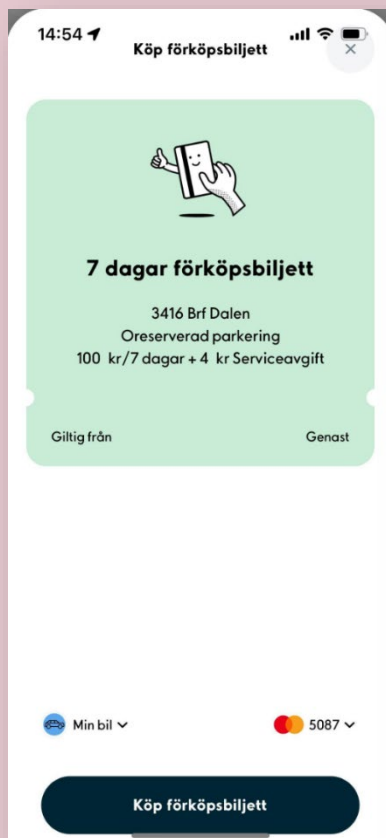 14:54
Köp förköpsbiljett
7 dagar förköpsbiljett
3416 Brf Dalen
Oreserverad parkering
100 kr/7 dagar + 4 kr Serviceavgift
Giltig från Genast
Min bil 5087
Köp förköpsbiljett